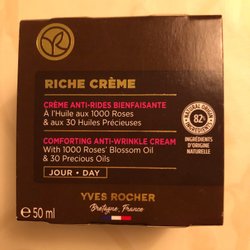 RICHE CRÈME
CRÈME ANTI-RIDES BIENFAISANTE
À l'Huile aux 1000 Roses
& aux 30 Huiles Précieuses
COMFORTING ANTI-WRINKLE CREAM
With 1000 Roses' Blossom Oil
& 30 Precious Oils
JOUR • DAY
NATURAL ORIGIN
82%
INGRÉDIENTS
D'ORIGINE
NATURELLE
YVES ROCHER
Bretagne, France
e 50 ml